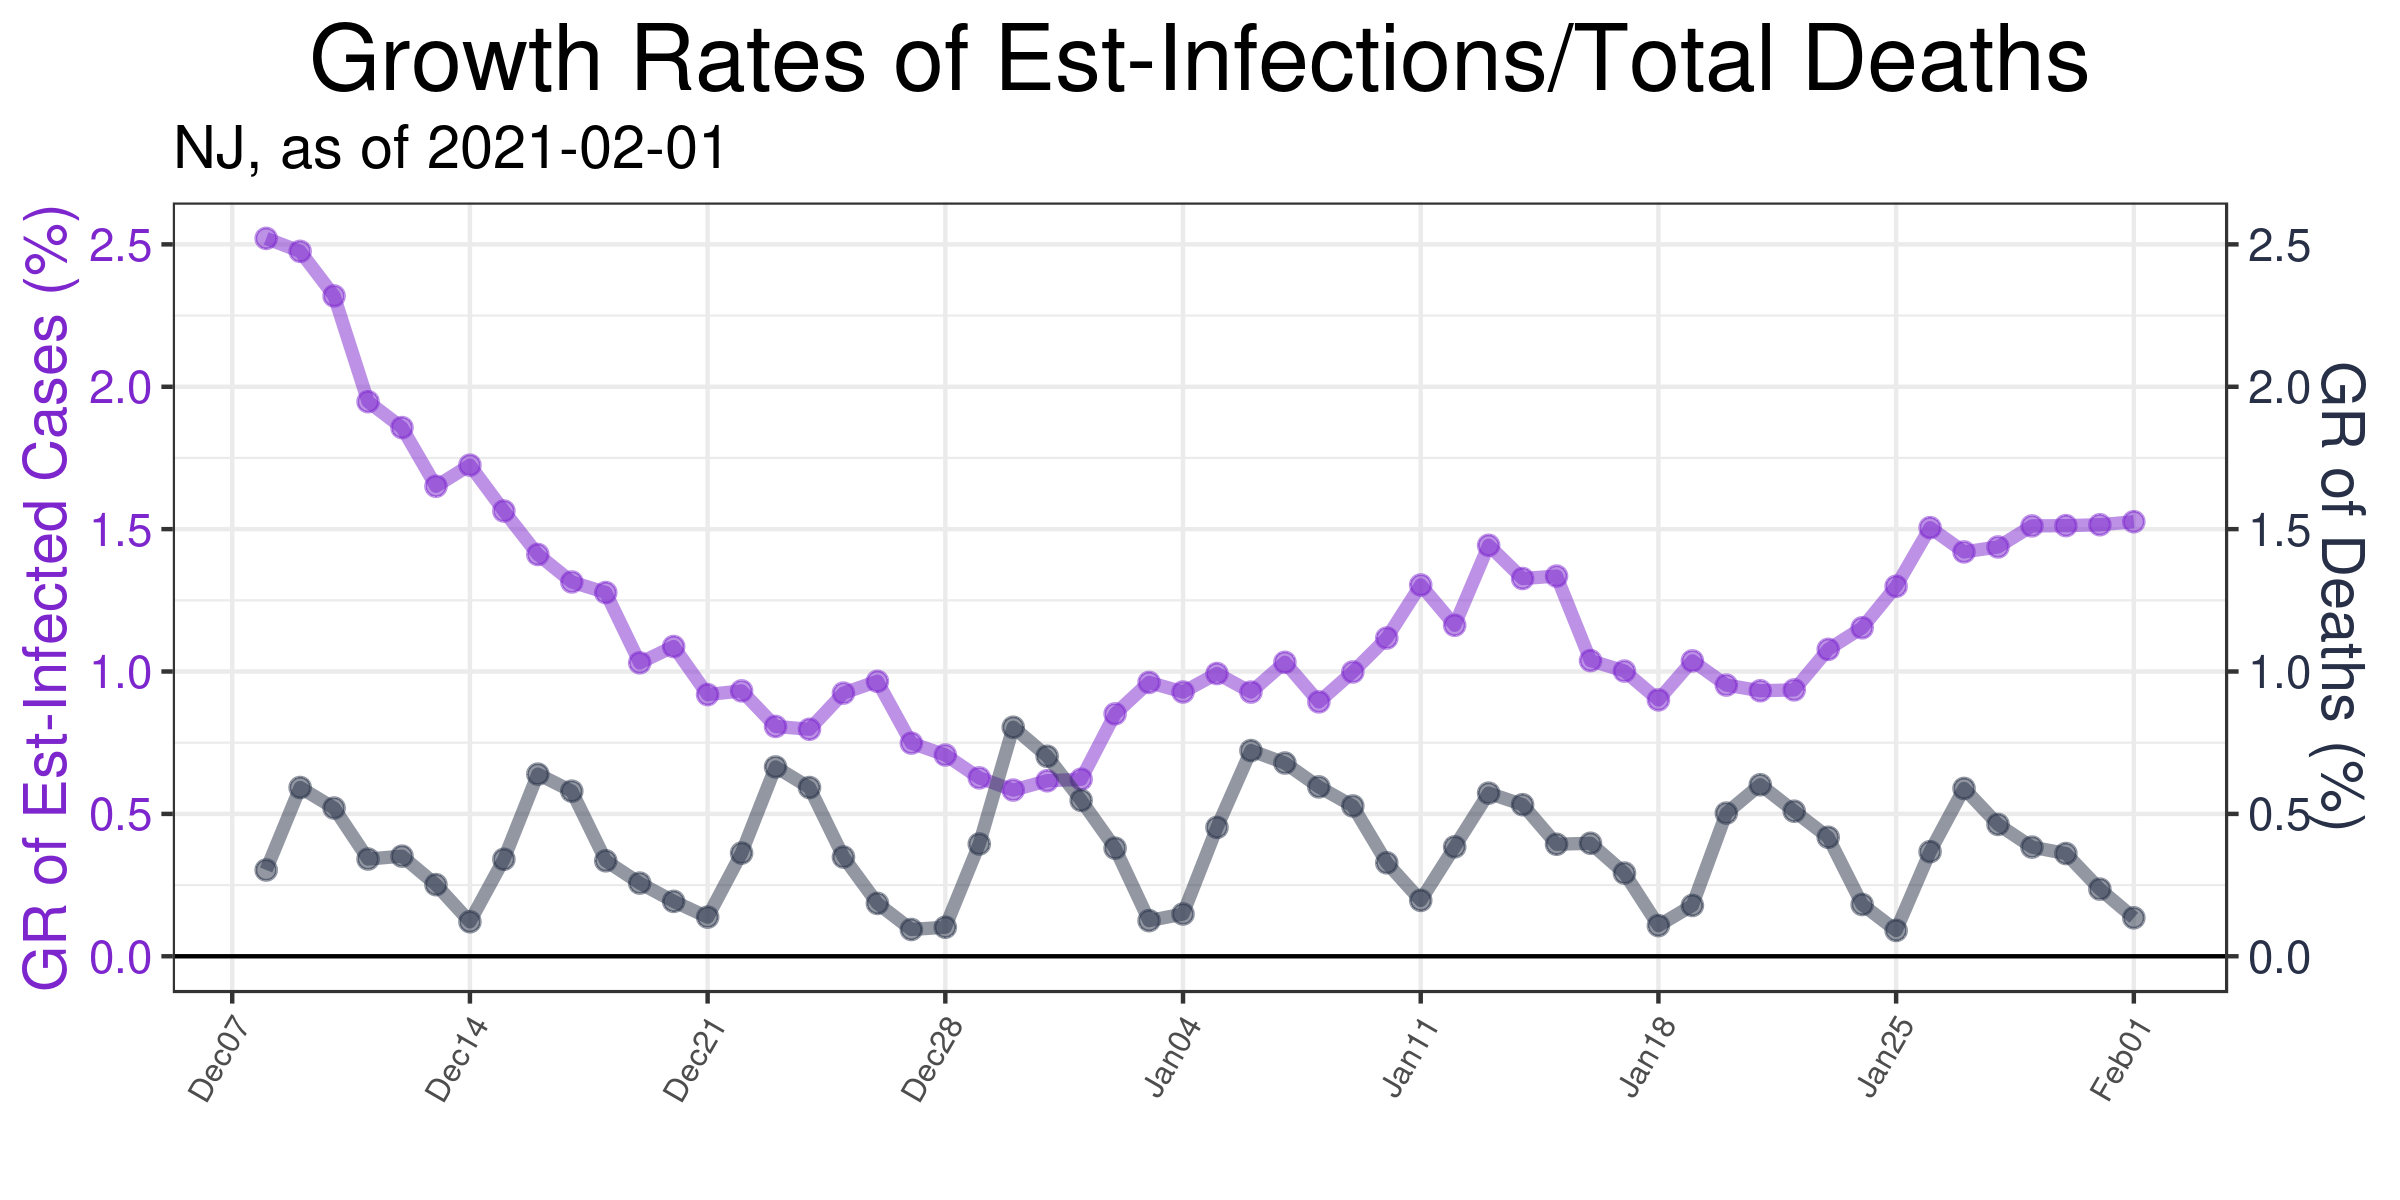 Growth Rates of Est-Infections/Total Deaths
NJ, as of 2021-02-01
GR of Est-Infected Cases (%)
2.5
2.0
1.5
1.0
0.5
0.0
2.5
2.0
1.5
1.0
0.5
0.0
GR of Deaths (%)
Dec07
Dec14
Dec21
Dec28
Jan04
Jan11
Jan18
Jan25
Feb01